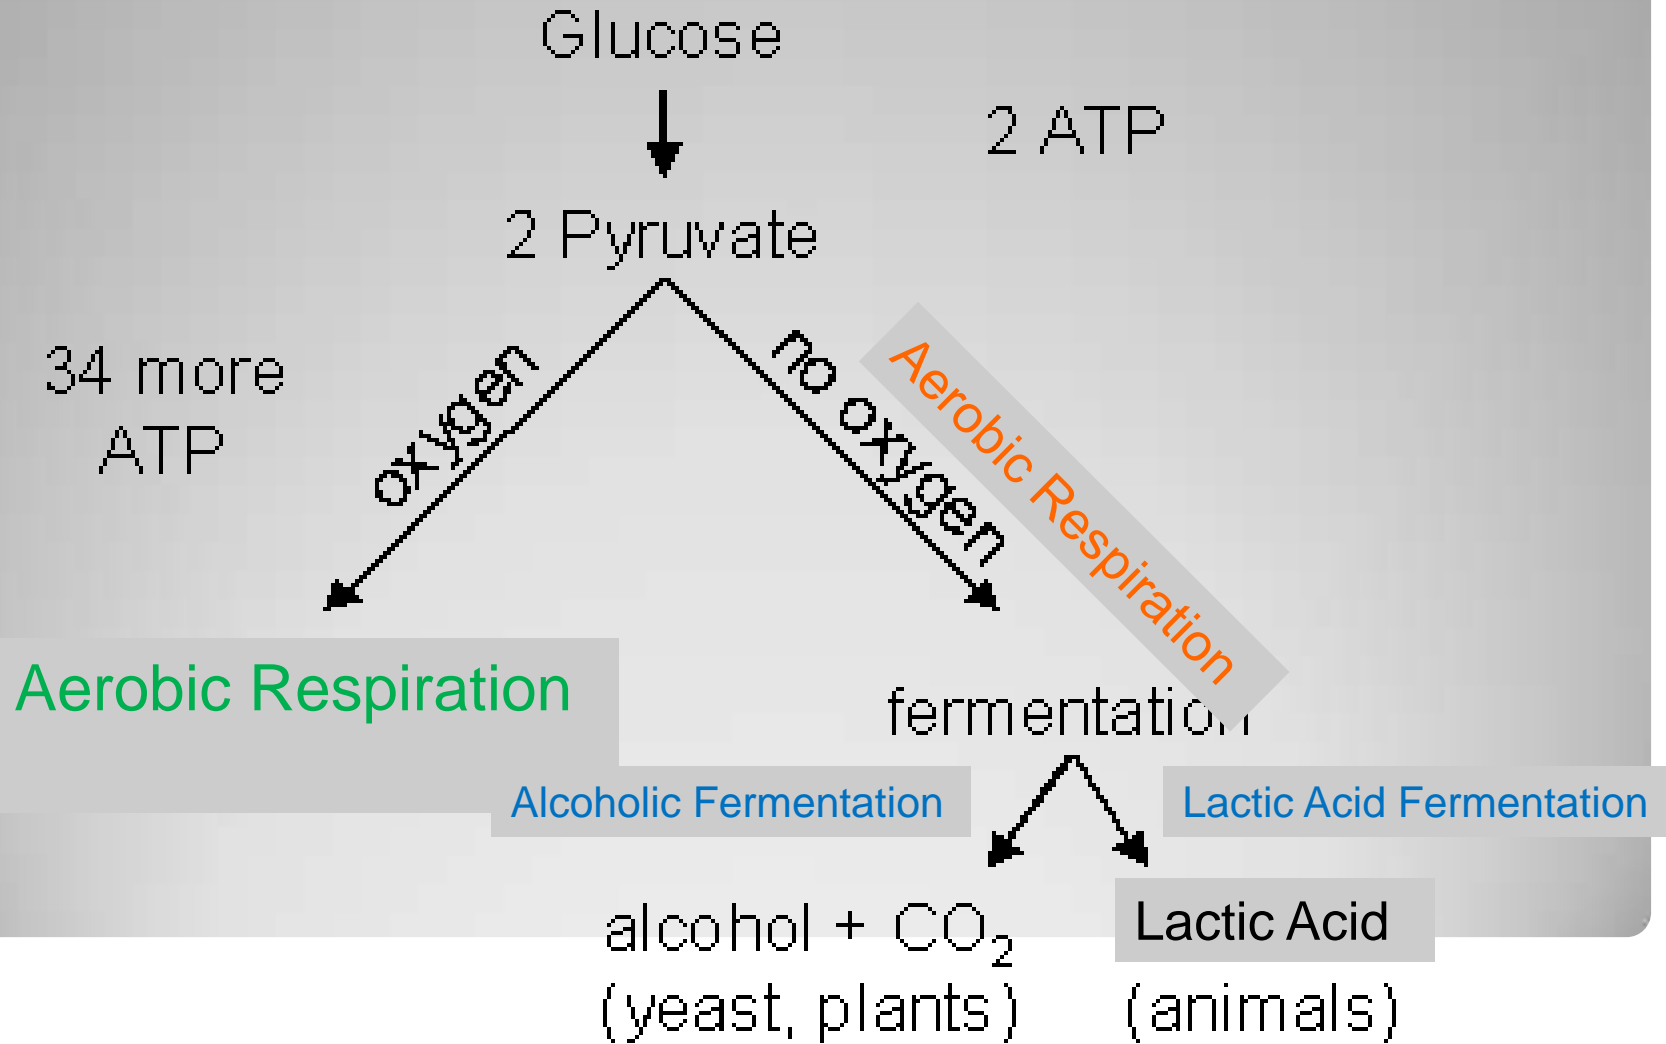 Glucose
2 ATP
2 Pyruvate
34 more
ATP
oxygen
no oxygen
Aerobic Respiration
Aerobic Respiration
fermentation
Alcoholic Fermentation
Lactic Acid Fermentation
alcohol + CO₂
(yeast, plants)
Lactic Acid
(animals)